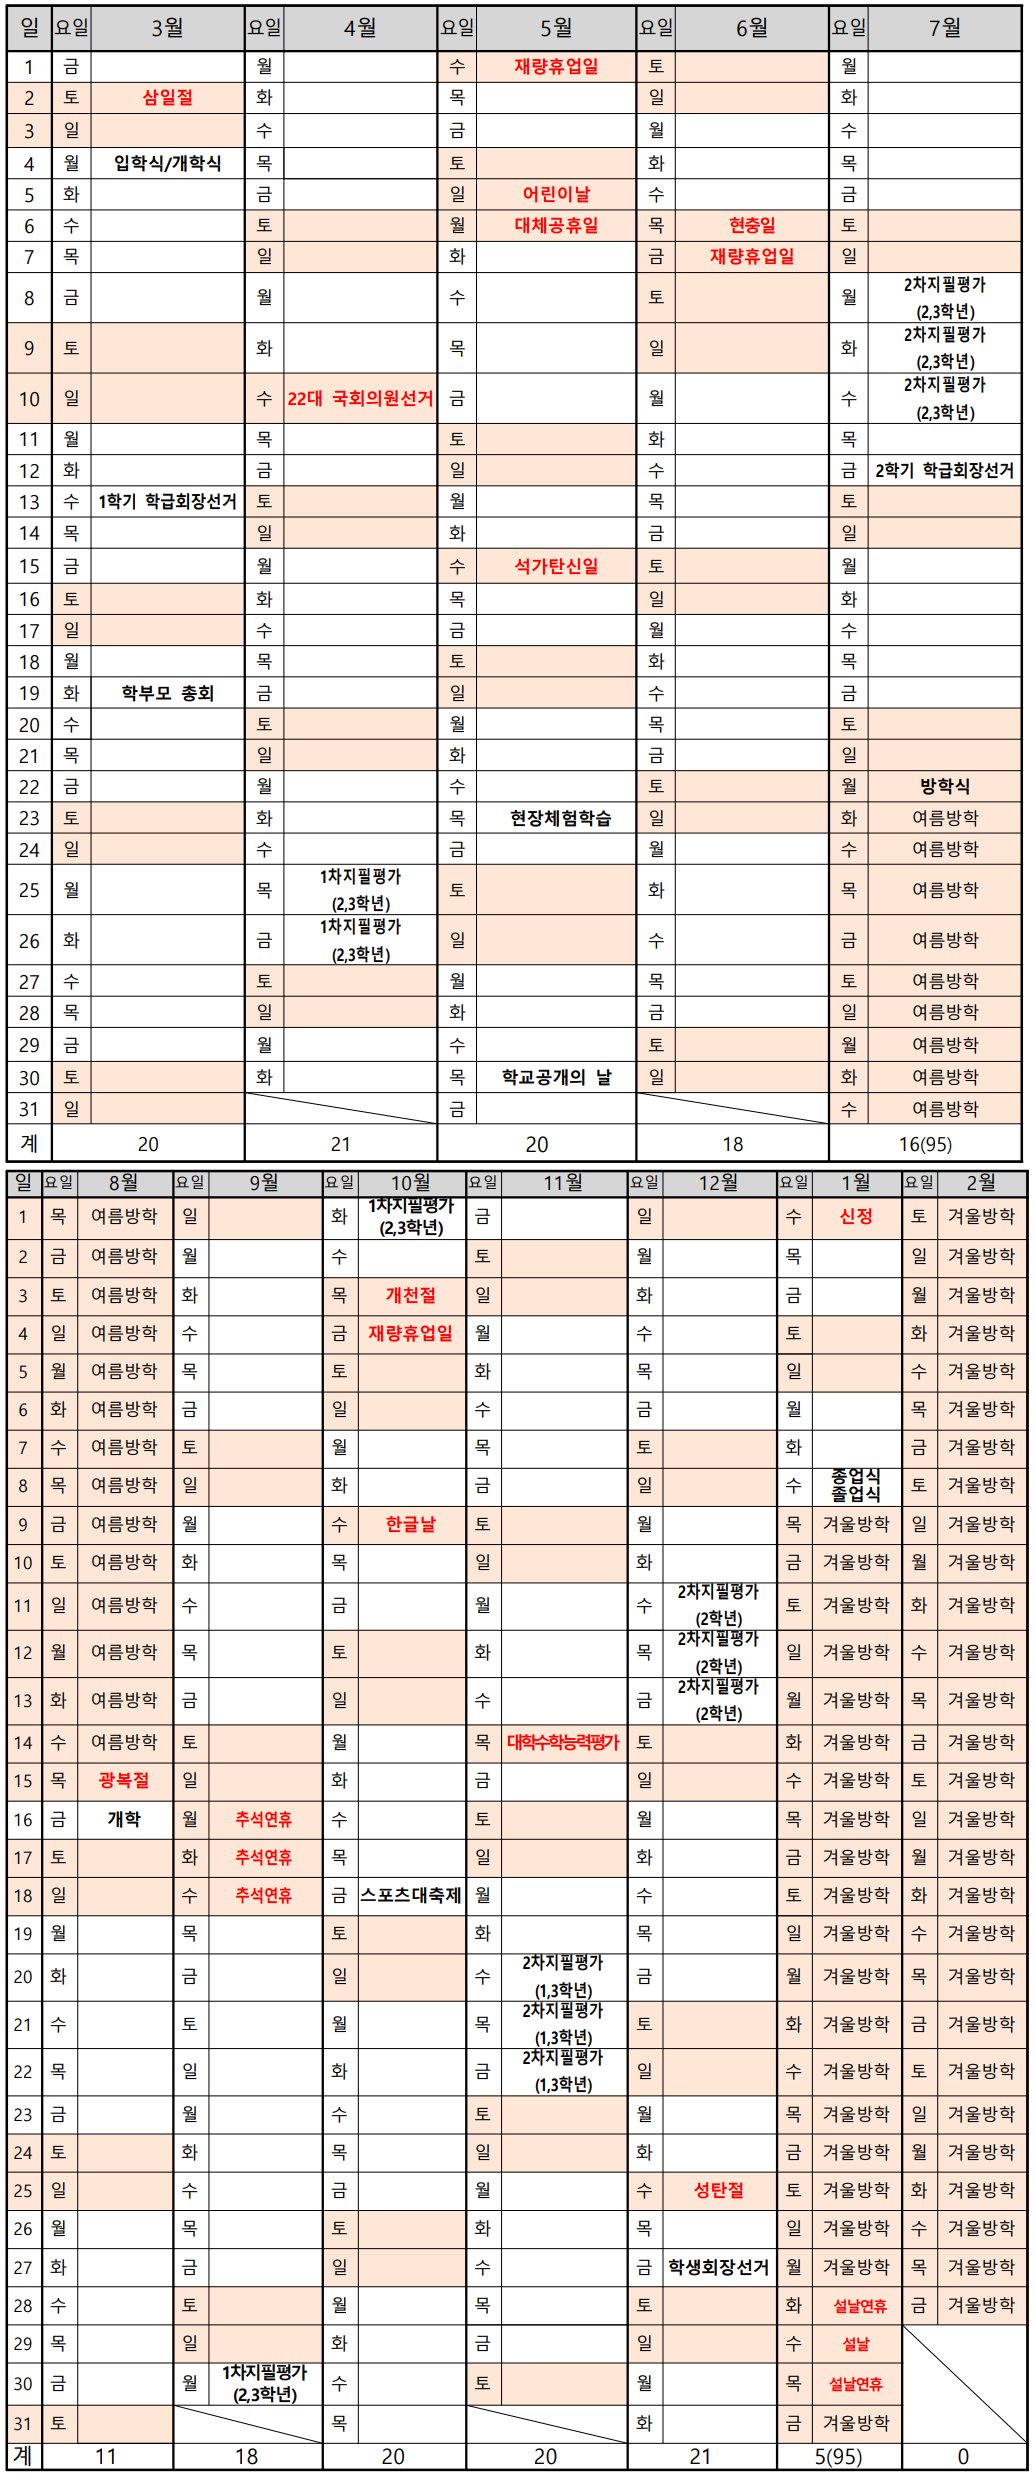 일 요일 3월 요일 4월 요일 5월 요일 6월 요일 7월
1 금 월 수 재량휴업일 토 월
2 토 삼일절 화 목 일 화
3 일 수 금 월 수
4 월 입학식/개학식 목 토 화 목
5 화 금 일 어린이날 수 금
6 수 토 월 대체공휴일 목 현충일 토
7 목 일 화 금 재량휴업일 일
8 금 월 수 토 월 2차지필평가
(2,3학년)
9 토 화 목 일 화 2차지필평가
(2,3학년)
10 일 수 22대 국회의원선거 금 월 수 2차지필평가
(2,3학년)
11 월 목 토 화 목
12 화 금 일 수 금 2학기 학급회장선거
13 수 1학기 학급회장선거 토 월 목 토
14 목 일 화 금 일
15 금 월 수 석가탄신일 토 월
16 토 화 목 일 화
17 일 수 금 월 수
18 월 목 토 화 목
19 화 학부모 총회 금 일 수 금
20 수 토 월 목 토
21 목 일 화 금 일
22 금 월 수 토 월 방학식
23 토 화 목 현장체험학습 일 화 여름방학
24 일 수 금 월 수 여름방학
25 월 목 1차지필평가 토 화 목 여름방학
(2,3학년)
26 화 금 1차지필평가 일 수 금 여름방학
(2,3학년)
27 수 토 월 목 토 여름방학
28 목 일 화 금 일 여름방학
29 금 월 수 토 월 여름방학
30 토 화 목 학교공개의 날 일 화 여름방학
31 일 금 수 여름방학
계 20 21 20 18 16(95)
일 요일 8월 요일 9월 요일 10월 요일 11월 요일 12월 요일 1월 요일 2월
1 목 여름방학 일 화 1차지필평가 금 일 수 신정 토 겨울방학
(2,3학년)
2 금 여름방학 월 수 토 월 목 일 겨울방학
3 토 여름방학 화 목 개천절 일 화 금 월 겨울방학
4 일 여름방학 수 금 재량휴업일 월 수 토 화 겨울방학
5 월 여름방학 목 토 화 목 일 수 겨울방학
6 화 여름방학 금 일 수 금 월 목 겨울방학
7 수 여름방학 토 월 목 토 화 금 겨울방학
8 목 여름방학 일 화 금 일 수 종업식 토 겨울방학
졸업식
9 금 여름방학 월 수 한글날 토 월 목 겨울방학 일 겨울방학
10 토 여름방학 화 목 일 화 금 겨울방학 월 겨울방학
11 일 여름방학 수 금 월 수 2차지필평가 토 겨울방학 화 겨울방학
(2학년)
12 월 여름방학 목 토 화 목 2차지필평가 일 겨울방학 수 겨울방학
(2학년)
13 화 여름방학 금 일 수 금 2차지필평가 월 겨울방학 목 겨울방학
(2학년)
14 수 여름방학 토 월 목 대학수학능력평가 토 화 겨울방학 금 겨울방학
15 목 광복절 일 화 금 일 수 겨울방학 토 겨울방학
16 금 개학 월 추석연휴 수 토 월 목 겨울방학 일 겨울방학
17 토 화 추석연휴 목 일 화 금 겨울방학 월 겨울방학
18 일 수 추석연휴 금 스포츠대축제 월 수 토 겨울방학 화 겨울방학
19 월 목 토 화 목 일 겨울방학 수 겨울방학
20 화 금 일 수 2차지필평가 금 월 겨울방학 목 겨울방학
(1,3학년)
21 수 토 월 목 2차지필평가 토 화 겨울방학 금 겨울방학
(1,3학년)
22 목 일 화 금 2차지필평가 일 수 겨울방학 토 겨울방학
(1,3학년)
23 금 월 수 토 월 목 겨울방학 일 겨울방학
24 토 화 목 일 화 금 겨울방학 월 겨울방학
25 일 수 금 월 수 성탄절 토 겨울방학 화 겨울방학
26 월 목 토 화 목 일 겨울방학 수 겨울방학
27 화 금 일 수 금 학생회장선거 월 겨울방학 목 겨울방학
28 수 토 월 목 토 화 설날연휴 금 겨울방학
29 목 일 화 금 일 수 설날
30 금 월 1차지필평가 수 토 월 목 설날연휴
(2,3학년)
31 토 목 화 금 겨울방학
계 11 18 20 20 21 5(95) 0